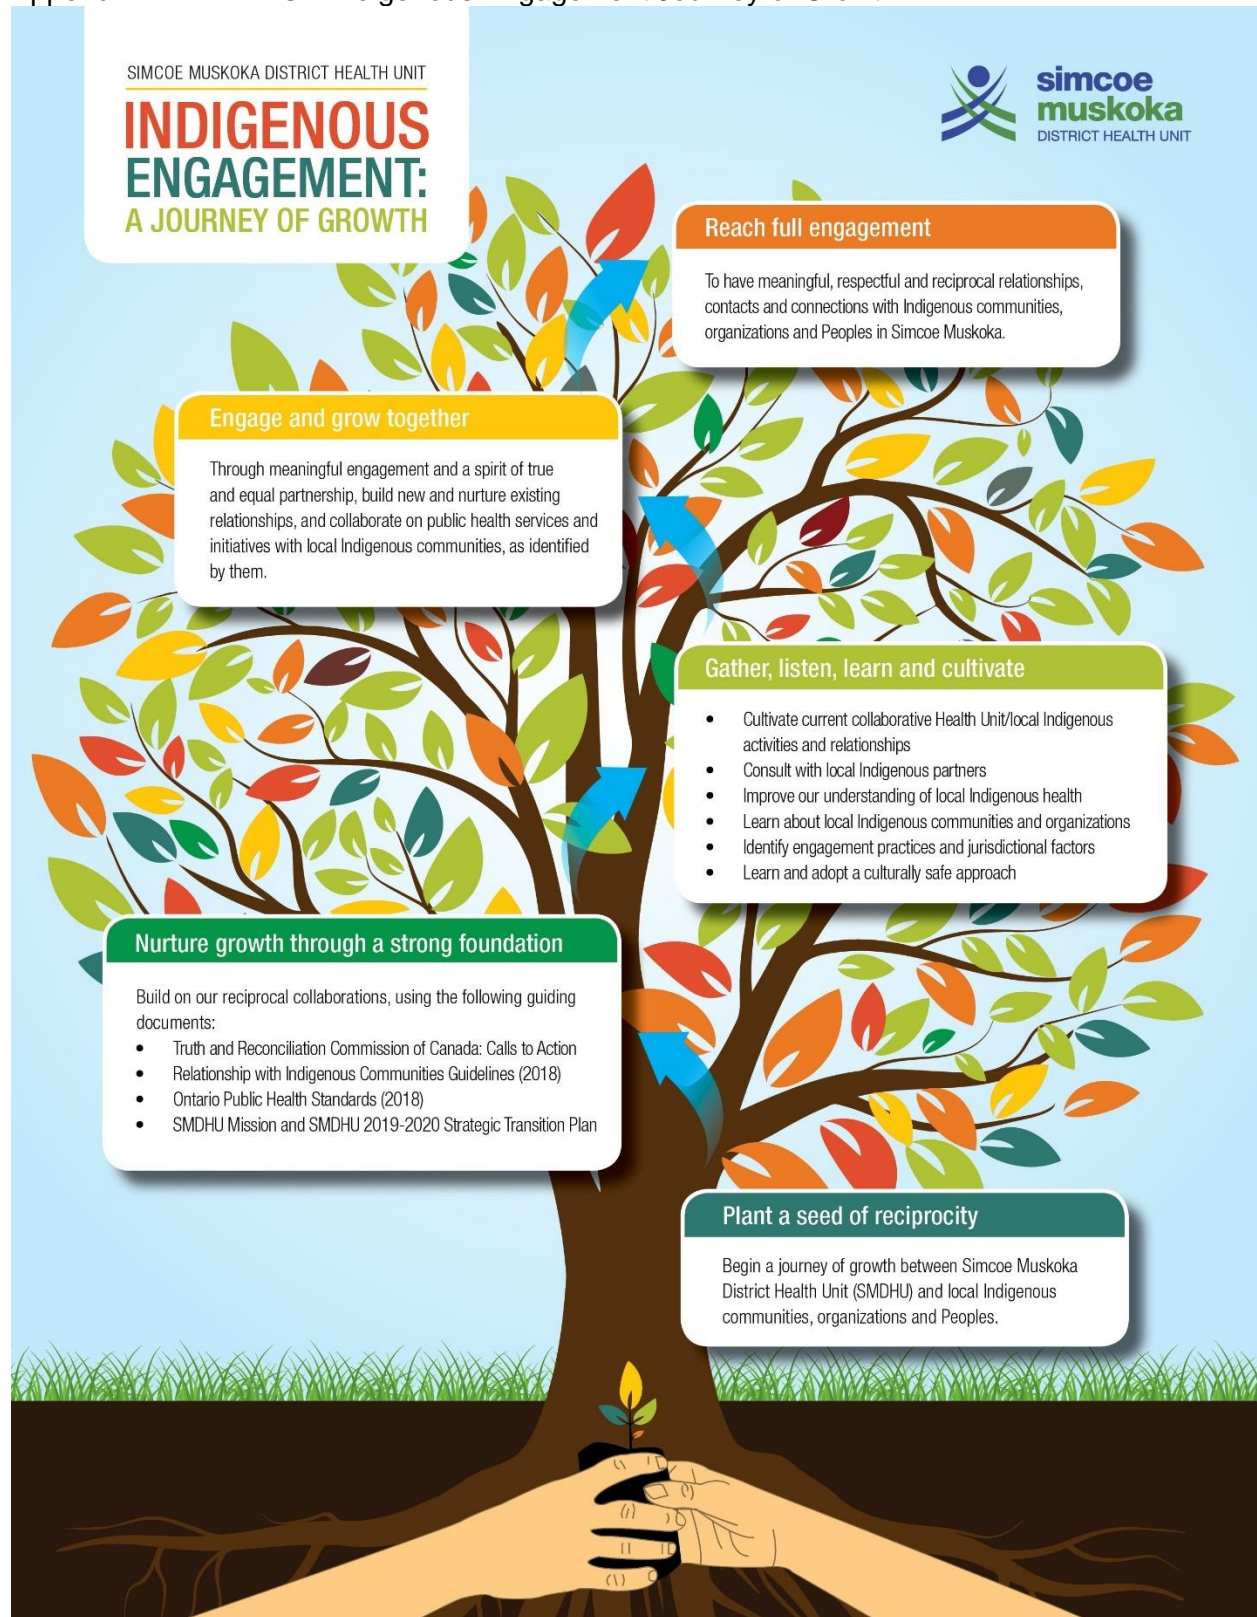 SIMCOE MUSKOKA DISTRICT HEALTH UNIT
INDIGENOUS
ENGAGEMENT:
A JOURNEY OF GROWTH
simcoe
muskoka
DISTRICT HEALTH UNIT
Reach full engagement
To have meaningful, respectful and reciprocal relationships,
contacts and connections with Indigenous communities,
organizations and Peoples in Simcoe Muskoka.
Engage and grow together
Through meaningful engagement and a spirit of true
and equal partnership, build new and nurture existing
relationships, and collaborate on public health services and
initiatives with local Indigenous communities, as identified
by them.
Gather, listen, learn and cultivate
• Cultivate current collaborative Health Unit/local Indigenous
activities and relationships
• Consult with local Indigenous partners
• Improve our understanding of local Indigenous health
• Learn about local Indigenous communities and organizations
• Identify engagement practices and jurisdictional factors
• Learn and adopt a culturally safe approach
Nurture growth through a strong foundation
Build on our reciprocal collaborations, using the following guiding
documents:
• Truth and Reconciliation Commission of Canada: Calls to Action
• Relationship with Indigenous Communities Guidelines (2018)
• Ontario Public Health Standards (2018)
• SMDHU Mission and SMDHU 2019-2020 Strategic Transition Plan
Plant a seed of reciprocity
Begin a journey of growth between Simcoe Muskoka
District Health Unit (SMDHU) and local Indigenous
communities, organizations and Peoples.